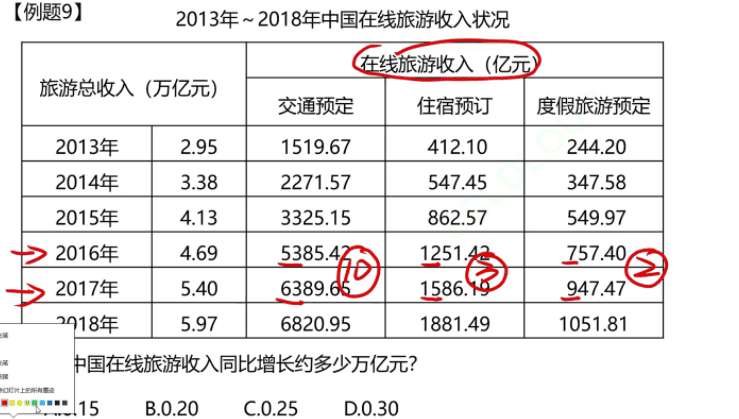 【例题9】
2013年～2018年中国在线旅游收入状况
旅游总收入（万亿元） 在线旅游收入（亿元）
交通预定 住宿预订 度假旅游预定
2013年 2.95 1519.67 412.10 244.20
2014年 3.38 2271.57 547.45 347.58
2015年 4.13 3325.15 862.57 549.97
2016年 4.69 5385.42 1251.42 757.40
10 3 2
2017年 5.40 6389.65 1586.19 947.47
2018年 5.97 6820.95 1881.49 1051.81
中国在线旅游收入同比增长约多少万亿元？
A.0.15 B.0.20 C.0.25 D.0.30